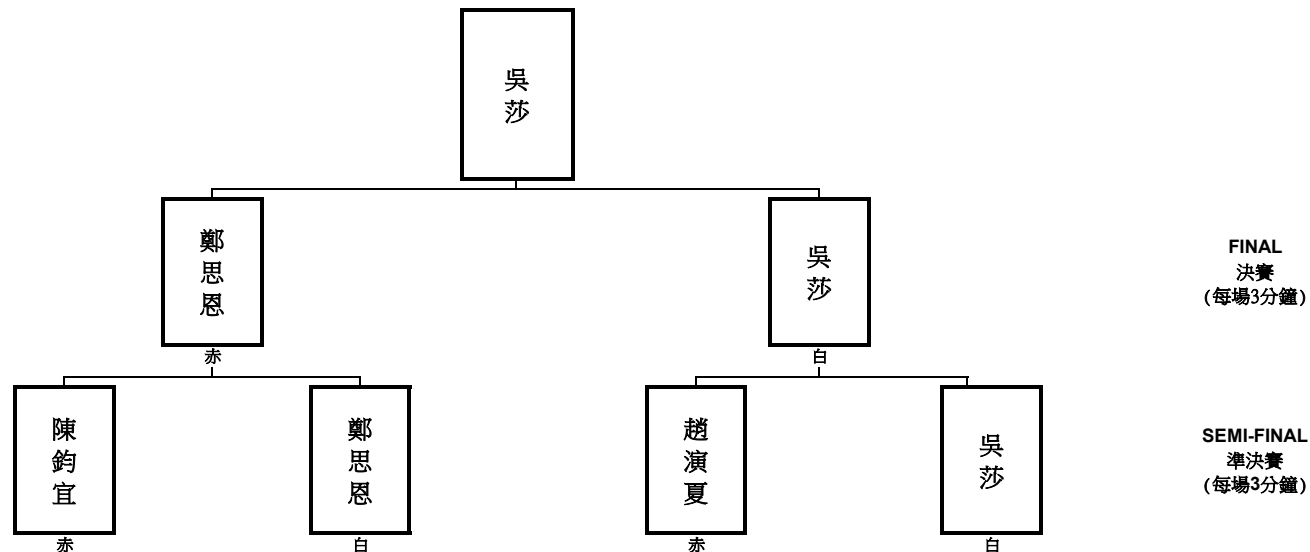 吳莎
鄭思恩
吳莎
FINAL
決賽
(每場3分鐘)
赤
白
陳鈞宜
鄭思恩
趙演夏
吳莎
SEMI-FINAL
準決賽
(每場3分鐘)
赤
白
赤
白